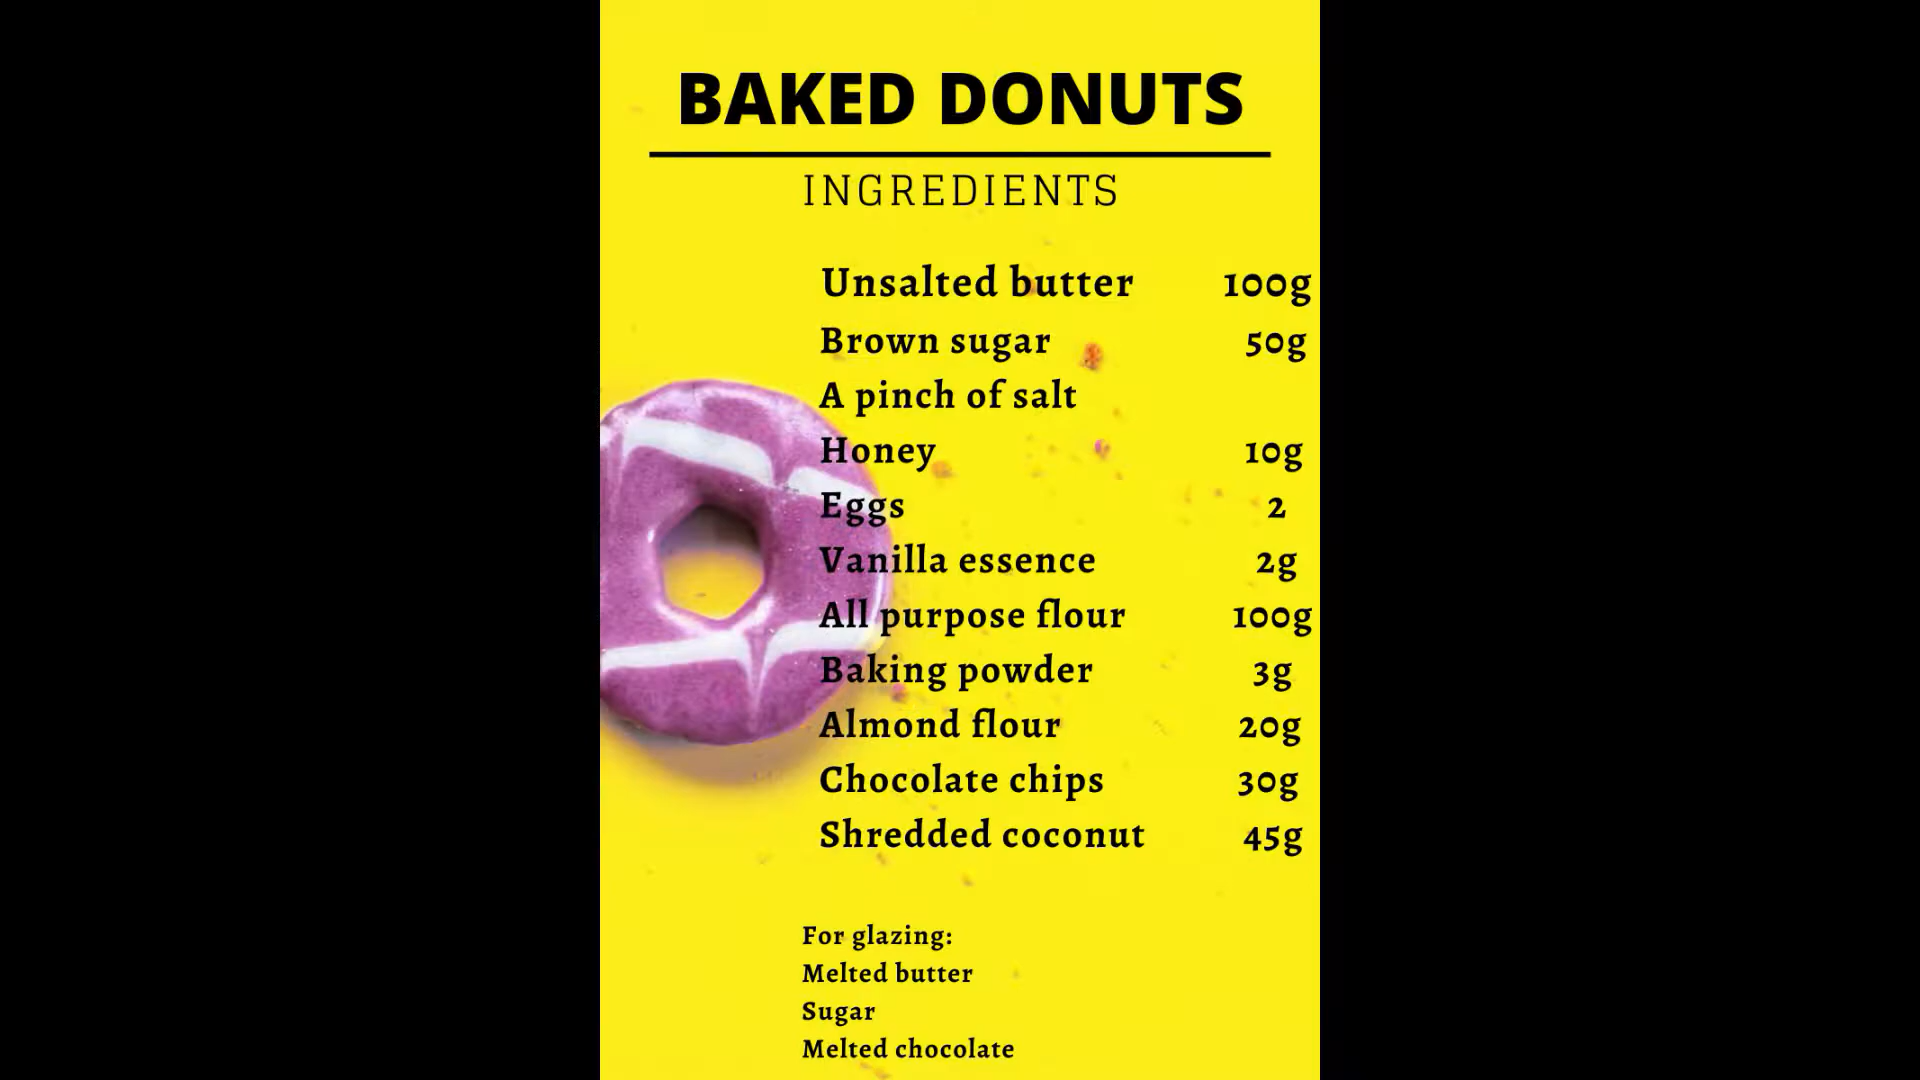 BAKED DONUTS
INGREDIENTS
Unsalted butter 100g
Brown sugar 50g
A pinch of salt
Honey 10g
Eggs 2
Vanilla essence 2g
All purpose flour 100g
Baking powder 3g
Almond flour 20g
Chocolate chips 30g
Shredded coconut 45g
For glazing:
Melted butter
Sugar
Melted chocolate